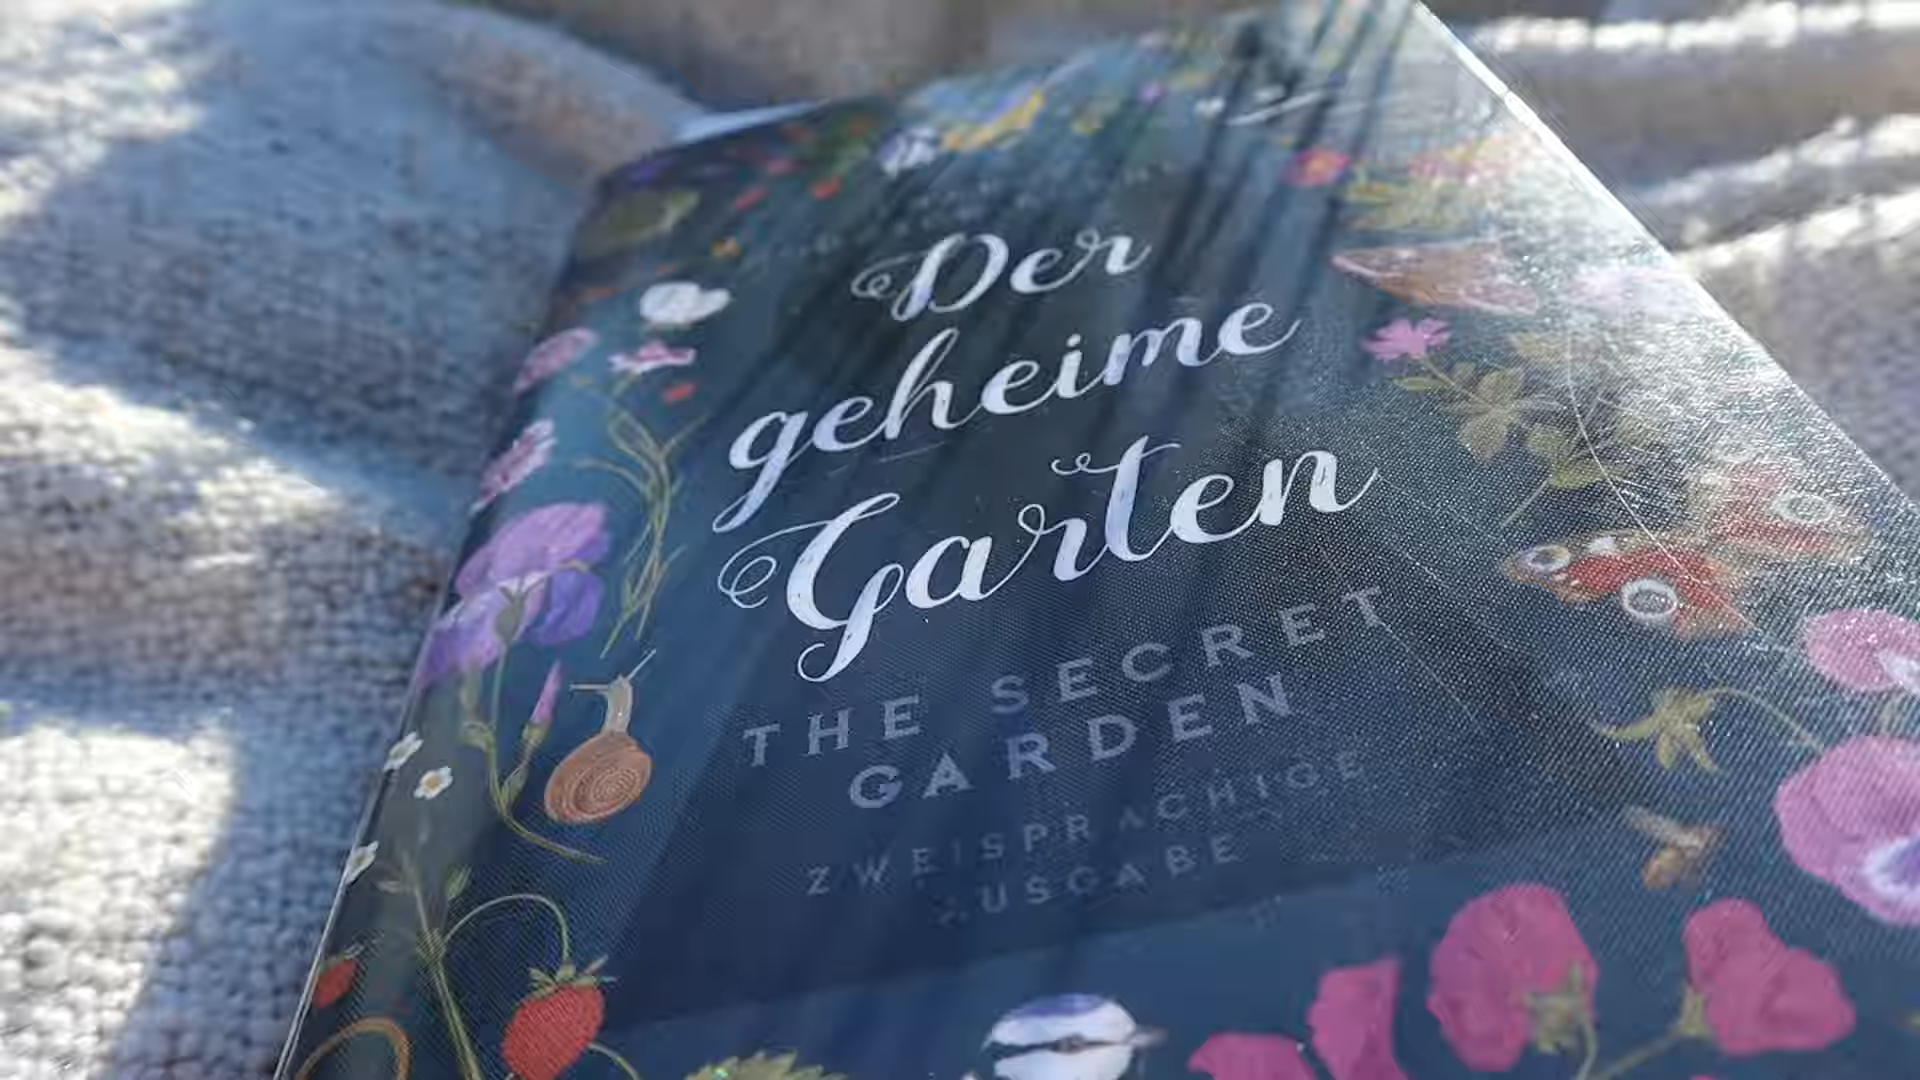 Der
geheime
Garten
THE SECRET
GARDEN
ZWEISPRACHIGE
AUSGABE